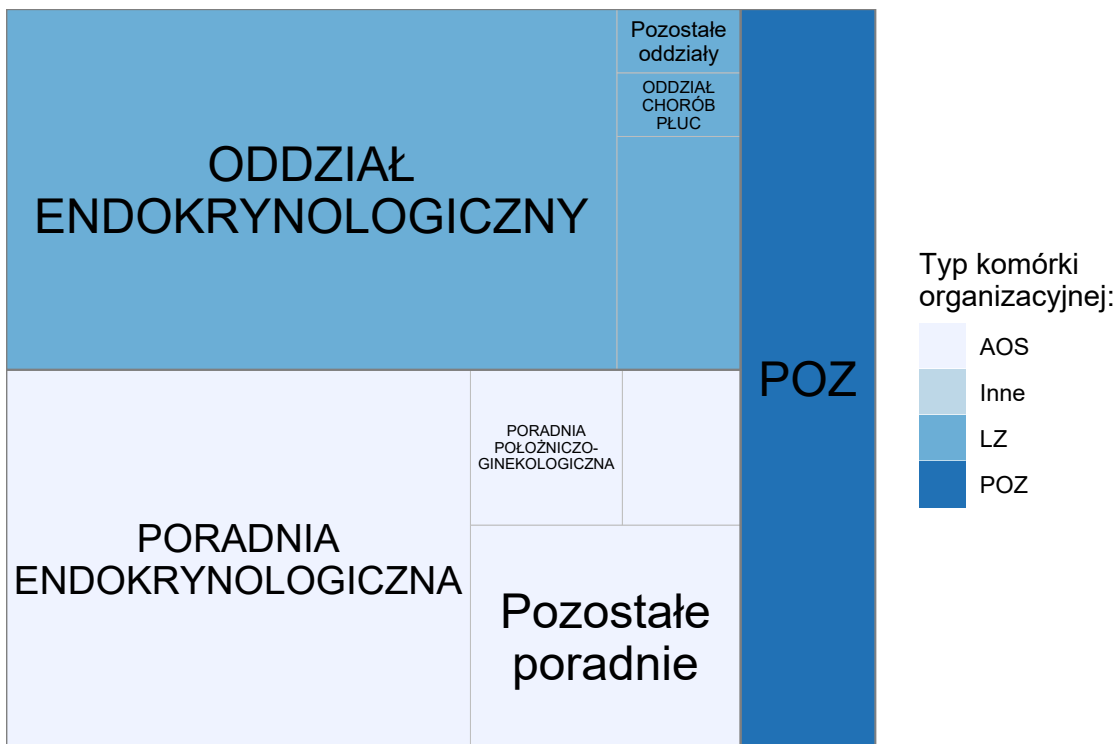 Pozostałe
oddziały
ODDZIAŁ
CHORÓB
PŁUC
ODDZIAŁ
ENDOKRYNOLOGICZNY
POZ
PORADNIA
POŁOŻNICZO-
GINEKOLOGICZNA
PORADNIA
ENDOKRYNOLOGICZNA
Pozostałe
poradnie
Typ komórki
organizacyjnej:
AOS
Inne
LZ
POZ